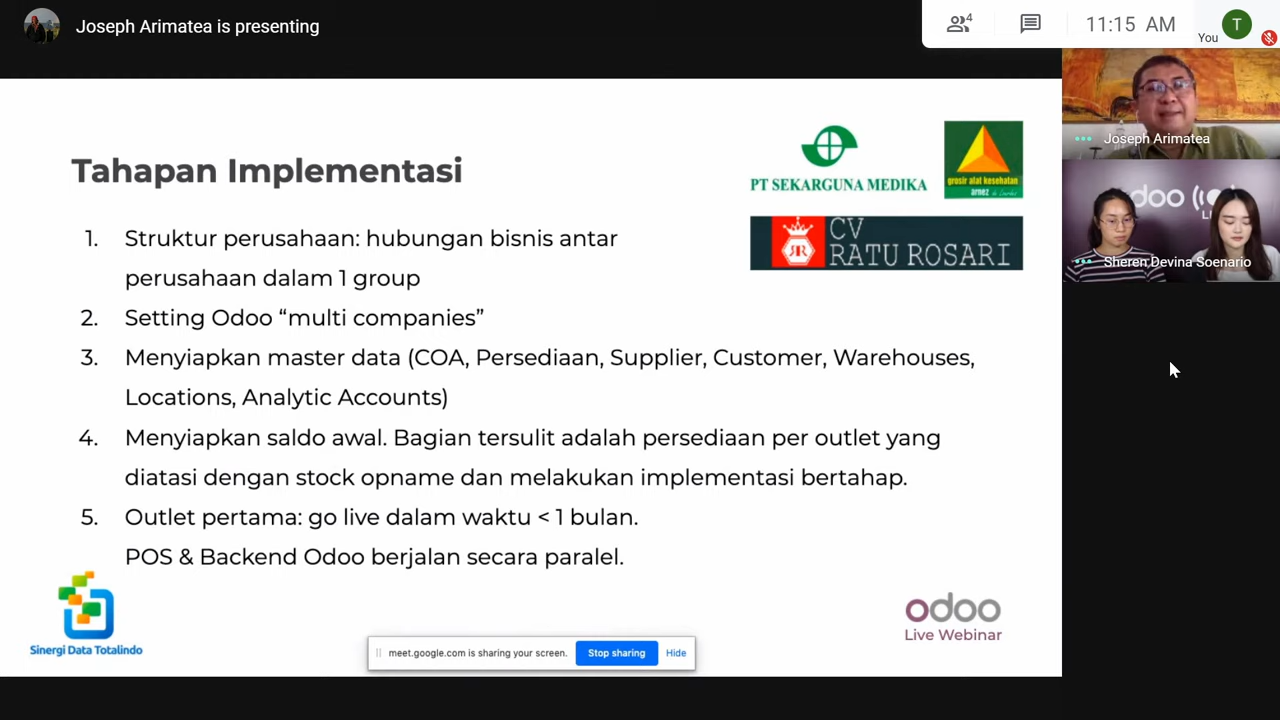 Joseph Arimatea is presenting
4
11:15 AM
You
T
Joseph Arimatea
odoo
LI
Sheren Devina Soenario
Tahapan Implementasi
PT SEKARGUNA MEDIKA
grosir alat kesehatan
arnez de Lourdes
CV
RATU ROSARI
RR
1. Struktur perusahaan: hubungan bisnis antar
perusahaan dalam 1 group
2. Setting Odoo “multi companies”
3. Menyiapkan master data (COA, Persediaan, Supplier, Customer, Warehouses,
Locations, Analytic Accounts)
4. Menyiapkan saldo awal. Bagian tersulit adalah persediaan per outlet yang
diatasi dengan stock opname dan melakukan implementasi bertahap.
5. Outlet pertama: go live dalam waktu < 1 bulan.
POS & Backend Odoo berjalan secara paralel.
Sinergi Data Totalindo
odoo
Live Webinar
meet.google.com is sharing your screen.
Stop sharing
Hide